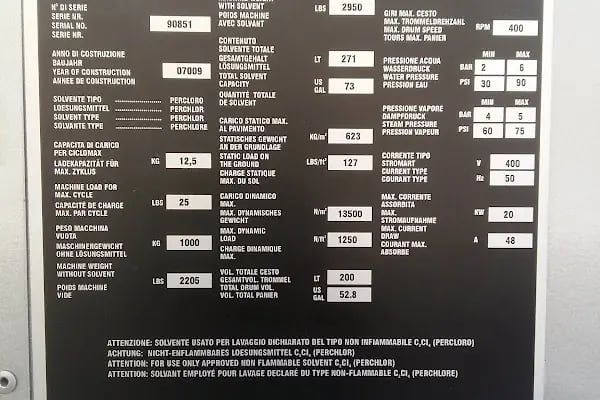 N° DI SERIE
SERIE NR.
SERIAL NO.
SERIE NR.
90851
ANNO DI COSTRUZIONE
BAUJAHR
YEAR OF CONSTRUCTION
ANNEE DE CONSTRUCTION
07009
SOLVENTE TIPO ............ PERCLORO
LOESUNGSMITTEL ............ PERCHLOR
SOLVENT TYPE ............ PERCHLOR
SOLVANTE TYPE ............ PERCHLORE
CAPACITA DI CARICO
PER CICLOMAX
LADEKAPAZITÄT FÜR
MAX. ZYKLUS
KG 12,5
MACHINE LOAD FOR
MAX. CYCLE
CAPACITÉ DE CHARGE
MAX. PAR CYCLE
LBS 25
PESO MACCHINA
VUOTA
MASCHINENGEWICHT
OHNE LÖSUNGSMITTEL
KG 1000
MACHINE WEIGHT
WITHOUT SOLVENT
POIDS MACHINE
VIDE
LBS 2205
WITH SOLVENT
POIDS MACHINE
AVEC SOLVANT
LBS 2950
CONTENUTO
SOLVENTE TOTALE
GESAMTGEHALT
LÖSUNGSMITTEL
LT 271
TOTAL SOLVENT
CAPACITY
QUANTITÉ TOTALE
DE SOLVENT
US GAL 73
CARICO STATICO MAX.
AL PAVIMENTO
STATISCHES GEWICHT
AN DER GRUNDLAGE
KG/m² 623
STATIC LOAD ON
THE GROUND
CHARGE STATIQUE
MAX. DU SOL
LBS/ft² 127
CARICO DINAMICO
MAX.
MAX. DYNAMISCHES
GEWICHT
N/m² 13500
MAX. DYNAMIC
LOAD
CHARGE DINAMIQUE
MAX.
N/ft² 1250
VOL. TOTALE CESTO
GESAMTVOL. TROMMEL
TOTAL DRUM VOL.
VOL. TOTAL PANIER
LT 200
US GAL 52.8
GIRI MAX. CESTO
MAX. TROMMELDREHZAHL
MAX. DRUM SPEED
TOURS MAX. PANIER
RPM 400
MIN MAX
PRESSIONE ACQUA
WASSERDRUCK
WATER PRESSURE
PRESSION EAU
BAR 2 6
PSI 30 90
MIN MAX
PRESSIONE VAPORE
DAMPFDRUCK
STEAM PRESSURE
PRESSION VAPEUR
BAR 4 5
PSI 60 75
CORRENTE TIPO
STROMART
CURRENT TYPE
COURANT TYPE
V 400
Hz 50
MAX. CORRENTE
ASSORBITA
MAX.
STROMAUFNAHME
MAX. CURRENT
DRAW
COURANT MAX.
ABSORBE
KW 20
A 48
ATTENZIONE: SOLVENTE USATO PER LAVAGGIO DICHIARATO DEL TIPO NON INFIAMMABILE C,Cl, (PERCLORO)
ACHTUNG: NICHT-ENFLAMMBARES LOESUNGSMITTEL C,Cl, (PERCHLOR)
ATTENTION: FOR USE ONLY APPROVED NON FLAMMABLE SOLVENT C,Cl, (PERCHLOR)
ATTENTION: SOLVANT EMPLOYÉ POUR LAVAGE DECLARÉ DU TYPE NON-FLAMMABLE C,Cl, (PERCHLORE)